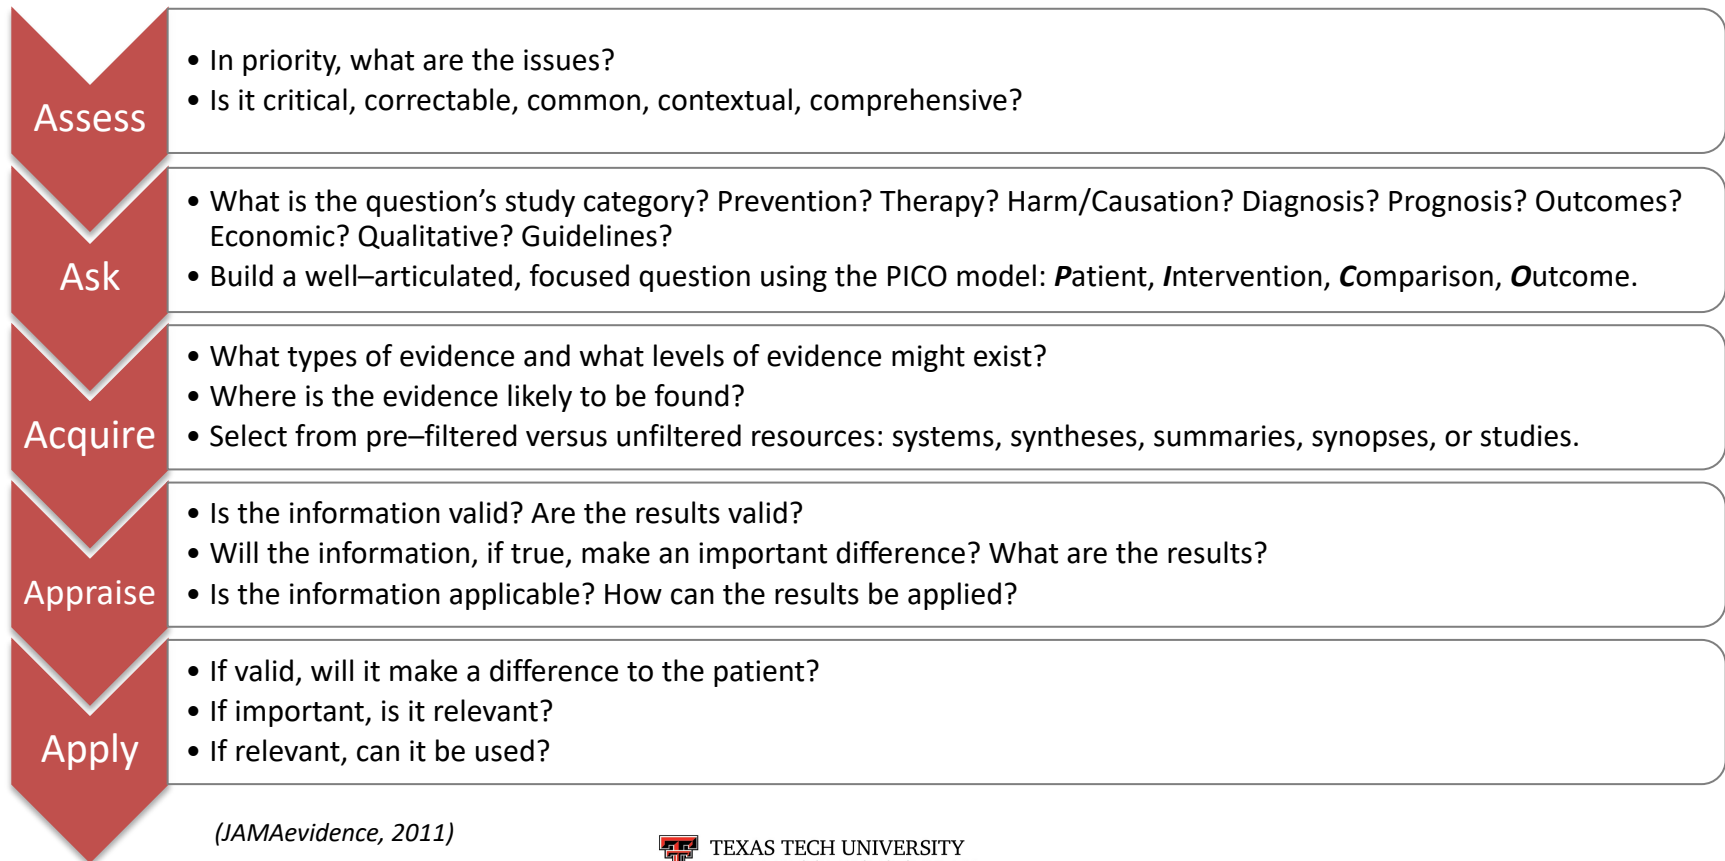 Assess
• In priority, what are the issues?
• Is it critical, correctable, common, contextual, comprehensive?
Ask
• What is the question’s study category? Prevention? Therapy? Harm/Causation? Diagnosis? Prognosis? Outcomes?
Economic? Qualitative? Guidelines?
• Build a well–articulated, focused question using the PICO model: Patient, Intervention, Comparison, Outcome.
Acquire
• What types of evidence and what levels of evidence might exist?
• Where is the evidence likely to be found?
• Select from pre–filtered versus unfiltered resources: systems, syntheses, summaries, synopses, or studies.
Appraise
• Is the information valid? Are the results valid?
• Will the information, if true, make an important difference? What are the results?
• Is the information applicable? How can the results be applied?
Apply
• If valid, will it make a difference to the patient?
• If important, is it relevant?
• If relevant, can it be used?
(JAMAevidence, 2011)
TEXAS TECH UNIVERSITY